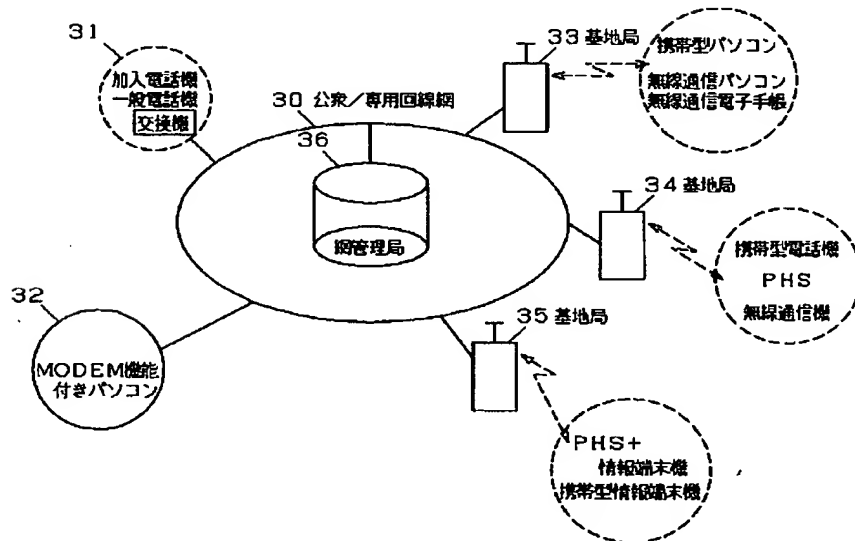 31
加入電話機
一般電話機
交換機
30 公衆／専用回線網
36
網管理局
33 基地局
携帯型パソコン
無線通信パソコン
無線通信電子手帳
34 基地局
携帯型電話機
PHS
無線通信機
32
MODEM機能
付きパソコン
35 基地局
PHS+
情報端末機
携帯型情報端末機